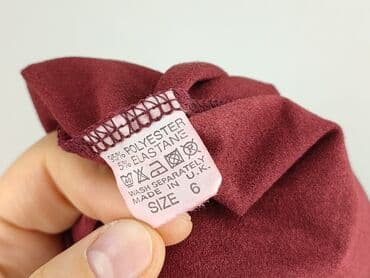 95% POLYESTER
5% ELASTANE
WASH SEPARATELY
MADE IN U.K.
SIZE 6